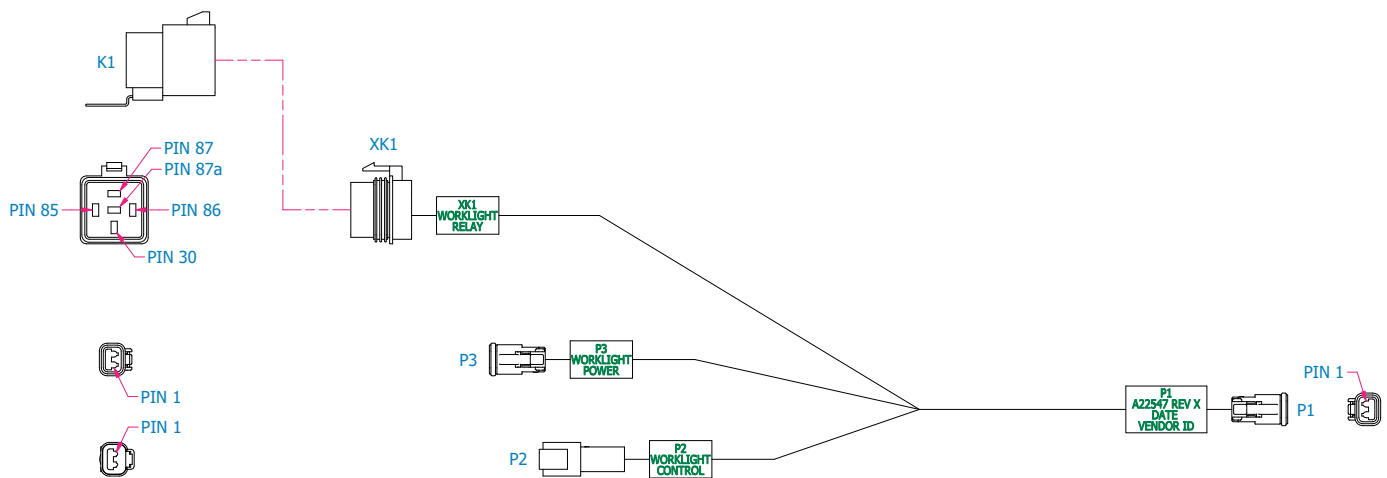 K1
PIN 87
PIN 87a
PIN 85
PIN 86
PIN 30
XK1
XK1
WORKLIGHT
RELAY
P3
P3
WORKLIGHT
POWER
PIN 1
PIN 1
P2
P2
WORKLIGHT
CONTROL
P1
A22547 REV X
DATE
VENDOR ID
P1
PIN 1